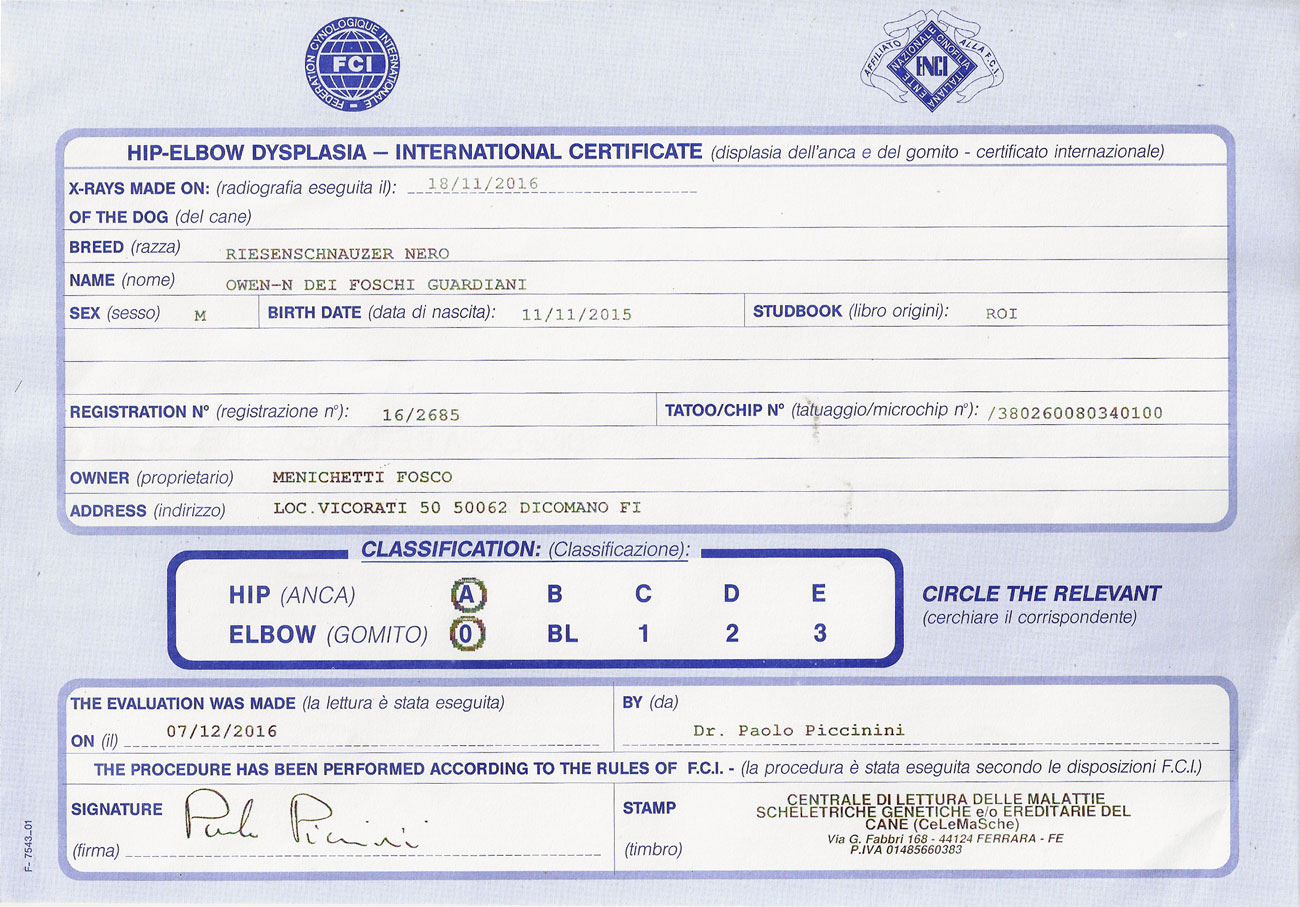 FEDERATION CYNOLOGIQUE INTERNATIONALE
FCI
AFFILIATO ALLA F.C.I.
ENTE NAZIONALE CINOFILIA ITALIANA
ENCI
HIP-ELBOW DYSPLASIA – INTERNATIONAL CERTIFICATE (displasia dell'anca e del gomito - certificato internazionale)
X-RAYS MADE ON: (radiografia eseguita il): 18/11/2016
OF THE DOG (del cane)
BREED (razza) RIESENSCHNAUZER NERO
NAME (nome) OWEN-N DEI FOSCHI GUARDIANI
SEX (sesso) M BIRTH DATE (data di nascita): 11/11/2015 STUDBOOK (libro origini): ROI
REGISTRATION N° (registrazione n°): 16/2685 TATOO/CHIP N° (tatuaggio/microchip n°): /380260080340100
OWNER (proprietario) MENICHETTI FOSCO
ADDRESS (indirizzo) LOC.VICORATI 50 50062 DICOMANO FI
CLASSIFICATION: (Classificazione):
HIP (ANCA) A B C D E
ELBOW (GOMITO) 0 BL 1 2 3
CIRCLE THE RELEVANT
(cerchiare il corrispondente)
THE EVALUATION WAS MADE (la lettura è stata eseguita)
ON (il) 07/12/2016
BY (da)
Dr. Paolo Piccinini
THE PROCEDURE HAS BEEN PERFORMED ACCORDING TO THE RULES OF F.C.I. - (la procedura è stata eseguita secondo le disposizioni F.C.I.)
SIGNATURE
(firma)
Paolo Piccinini
STAMP
(timbro)
CENTRALE DI LETTURA DELLE MALATTIE
SCHELETRICHE GENETICHE e/o EREDITARIE DEL
CANE (CeLeMaSche)
Via G. Fabbri 168 - 44124 FERRARA - FE
P.IVA 01485660383
F- 7543_01